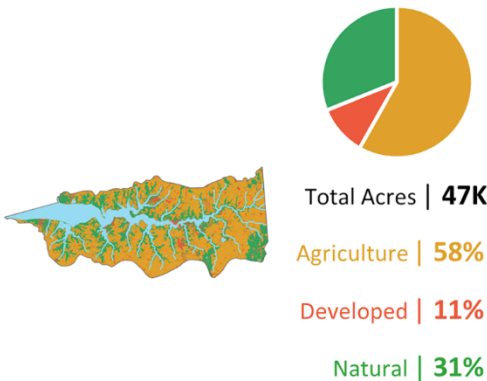 Total Acres | 47K
Agriculture | 58%
Developed | 11%
Natural | 31%